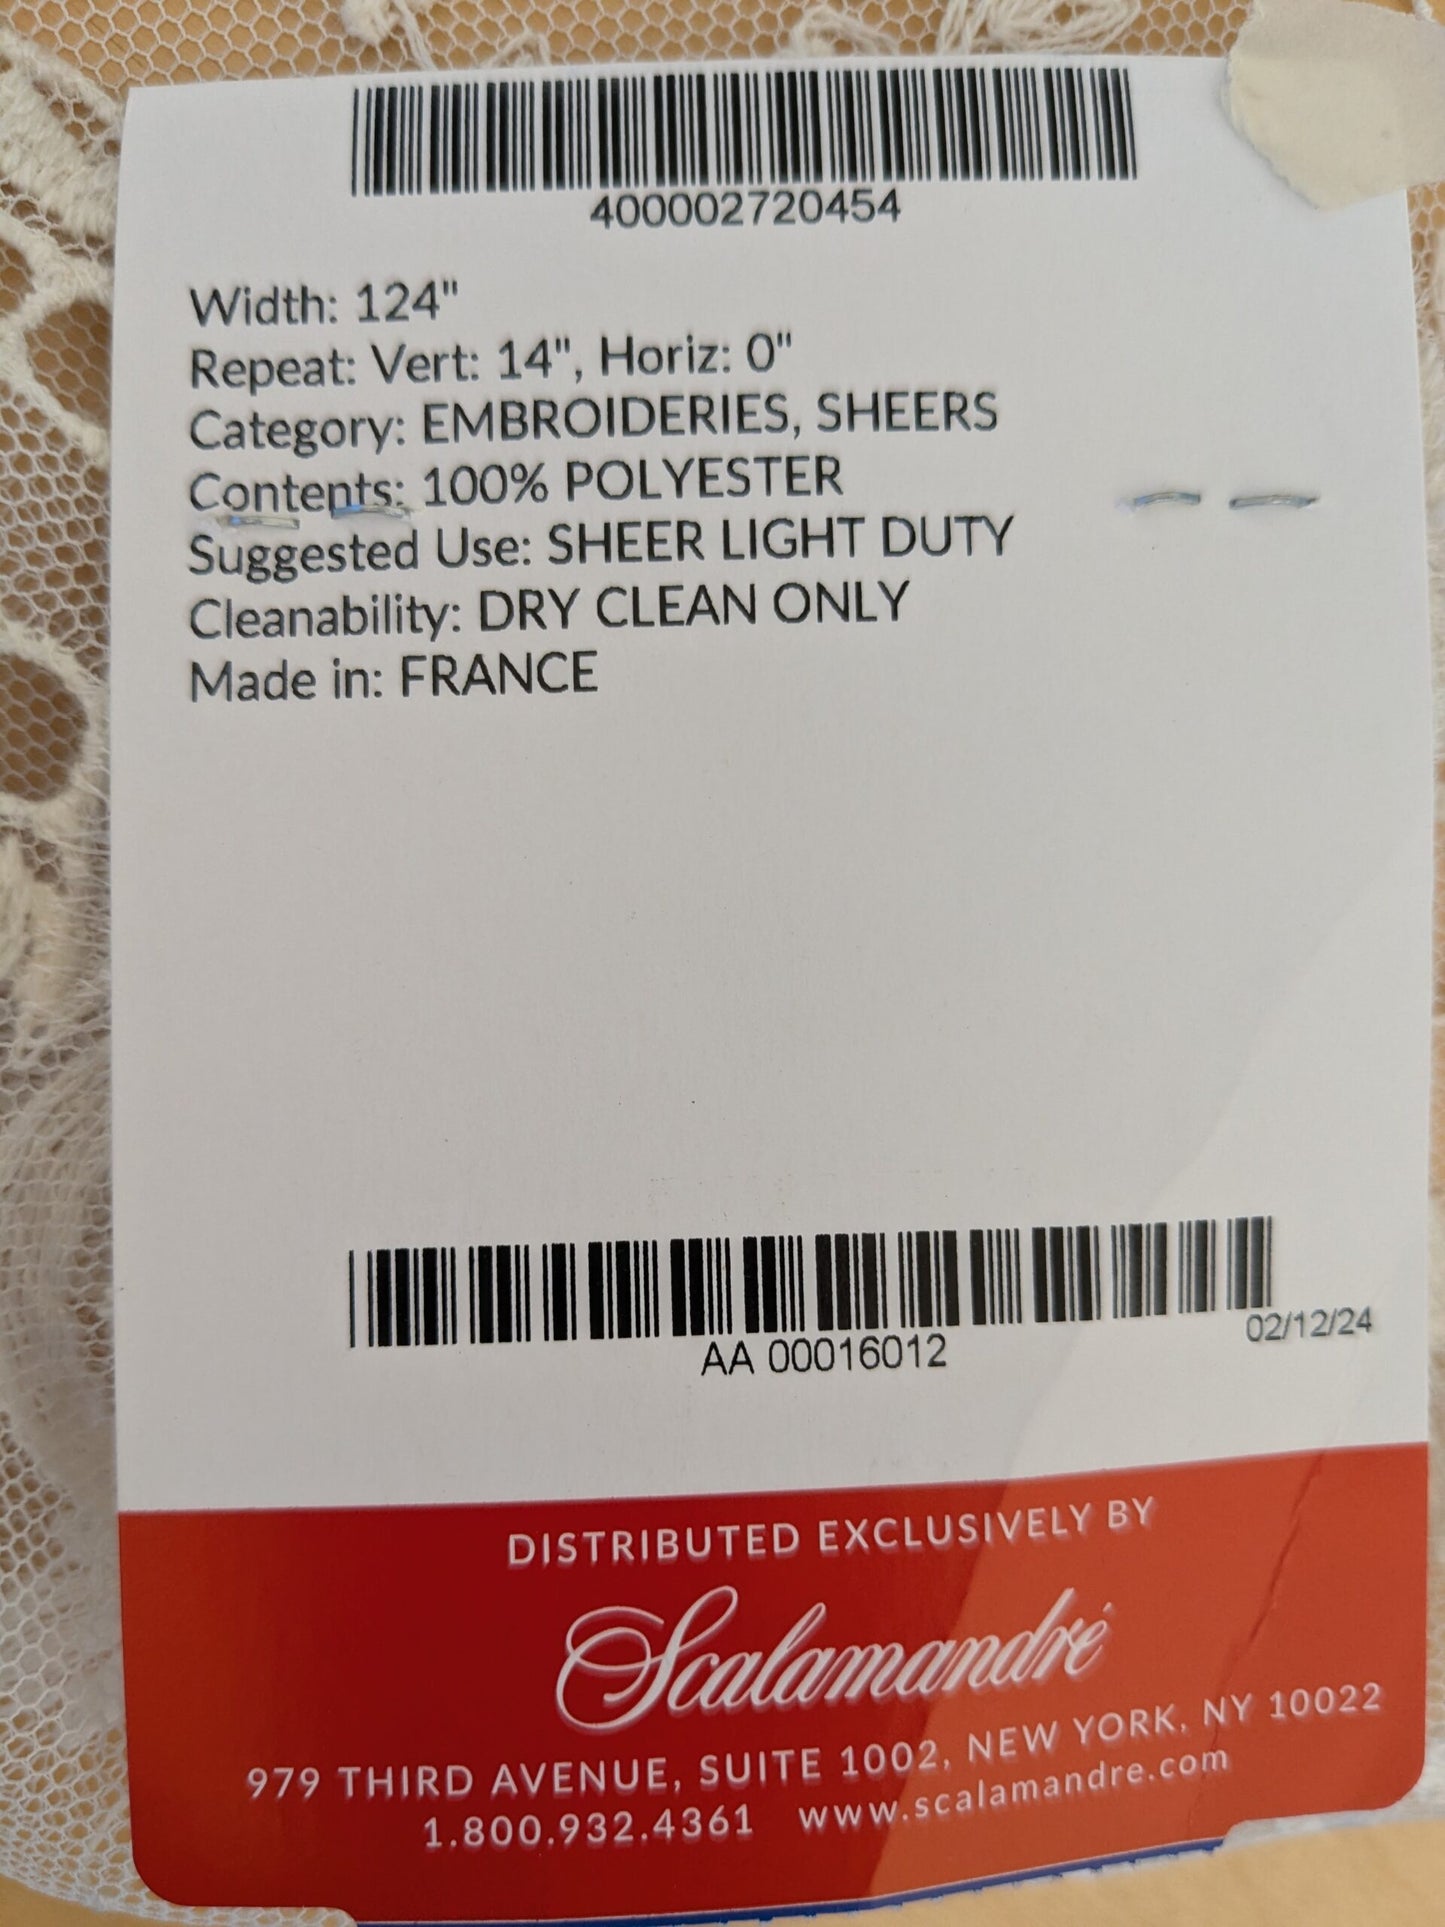 400002720454
Width: 124"
Repeat: Vert: 14", Horiz: 0"
Category: EMBROIDERIES, SHEERS
Contents: 100% POLYESTER
Suggested Use: SHEER LIGHT DUTY
Cleanability: DRY CLEAN ONLY
Made in: FRANCE
AA 00016012
02/12/24
DISTRIBUTED EXCLUSIVELY BY
Scalamandré
979 THIRD AVENUE, SUITE 1002, NEW YORK, NY 10022
1.800.932.4361 www.scalamandre.com